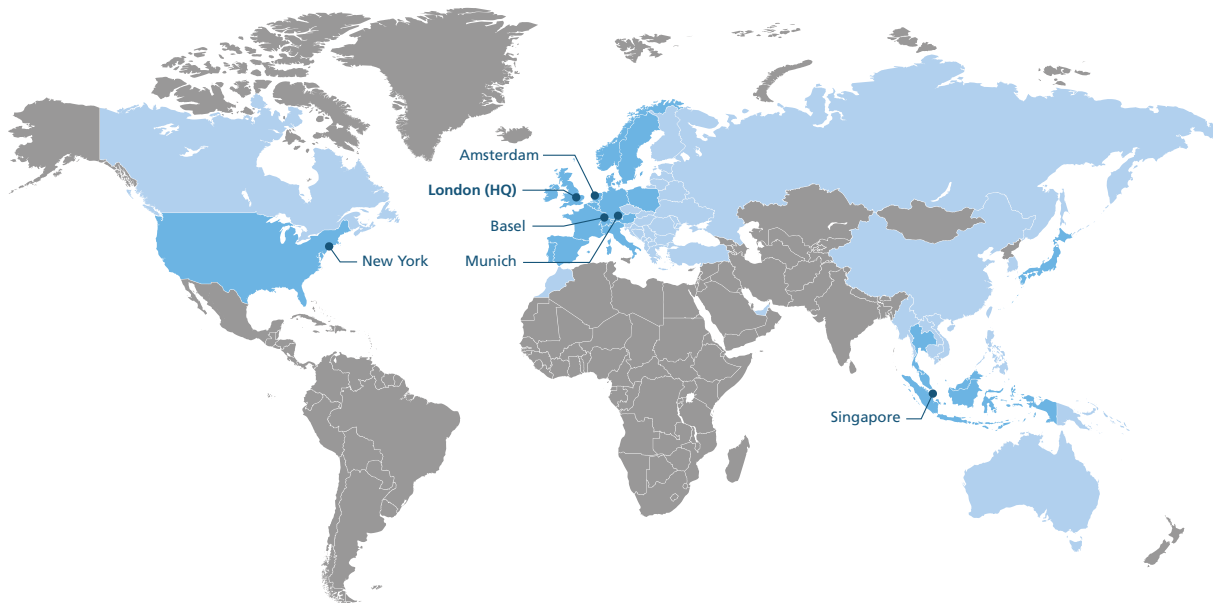 Amsterdam
London (HQ)
Basel
New York
Munich
Singapore